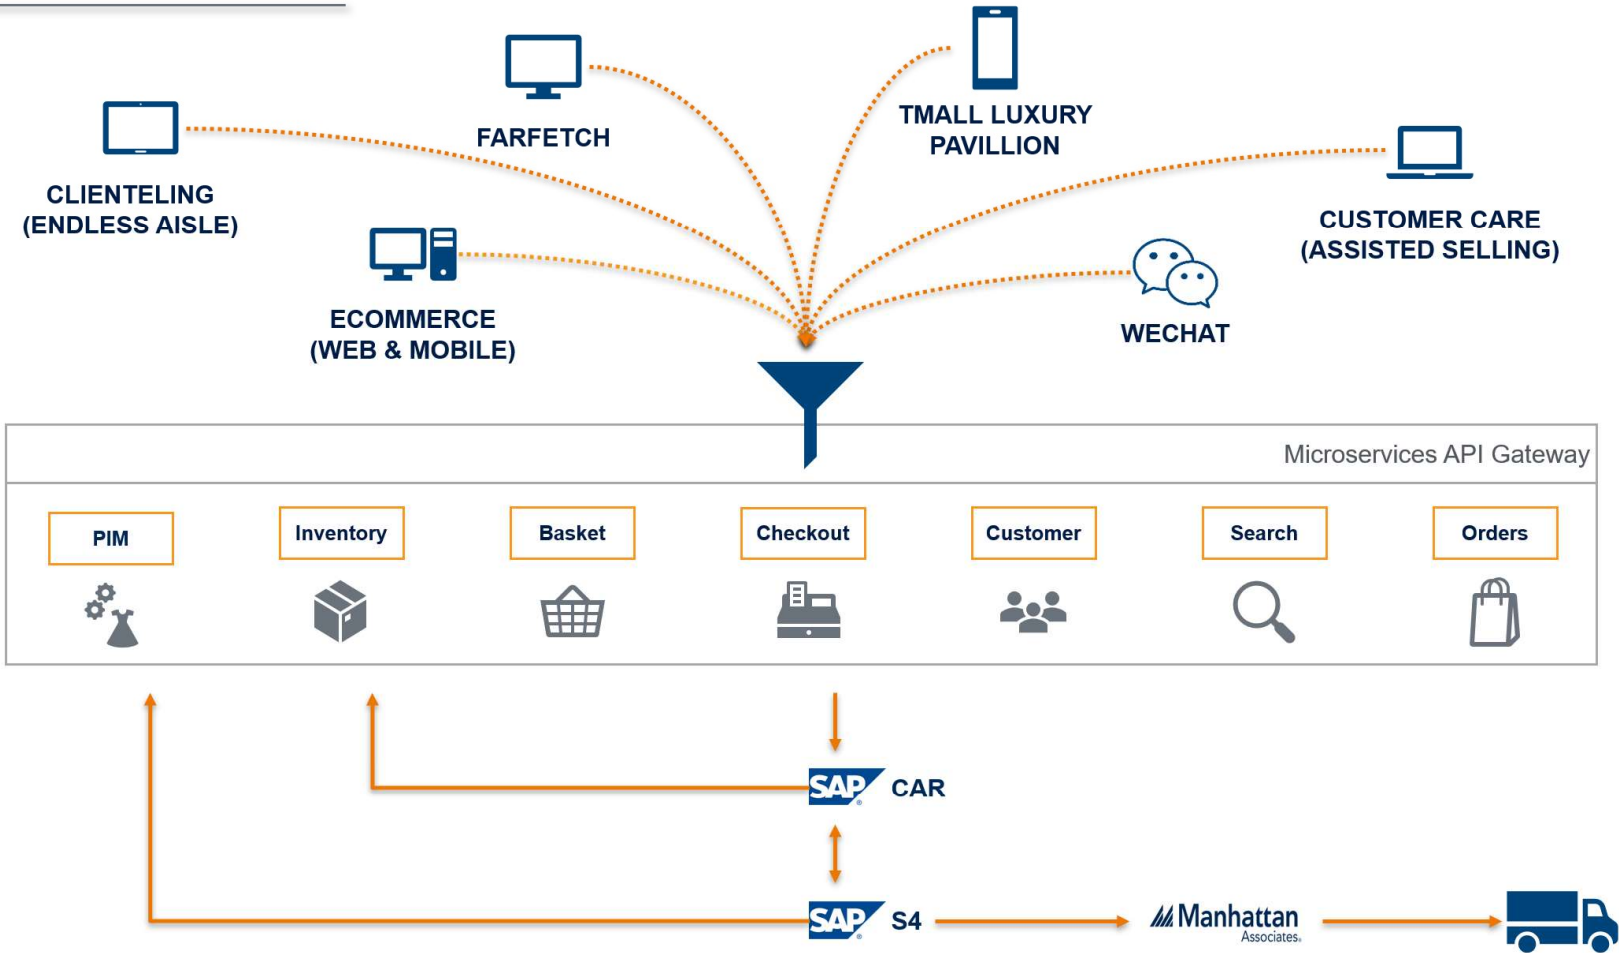 TMALL LUXURY
PAVILLION
FARFETCH
CLIENTELING
(ENDLESS AISLE)
CUSTOMER CARE
(ASSISTED SELLING)
ECOMMERCE
(WEB & MOBILE)
WECHAT
Microservices API Gateway
PIM
Inventory
Basket
Checkout
Customer
Search
Orders
SAP® CAR
SAP® S4
Manhattan
Associates®